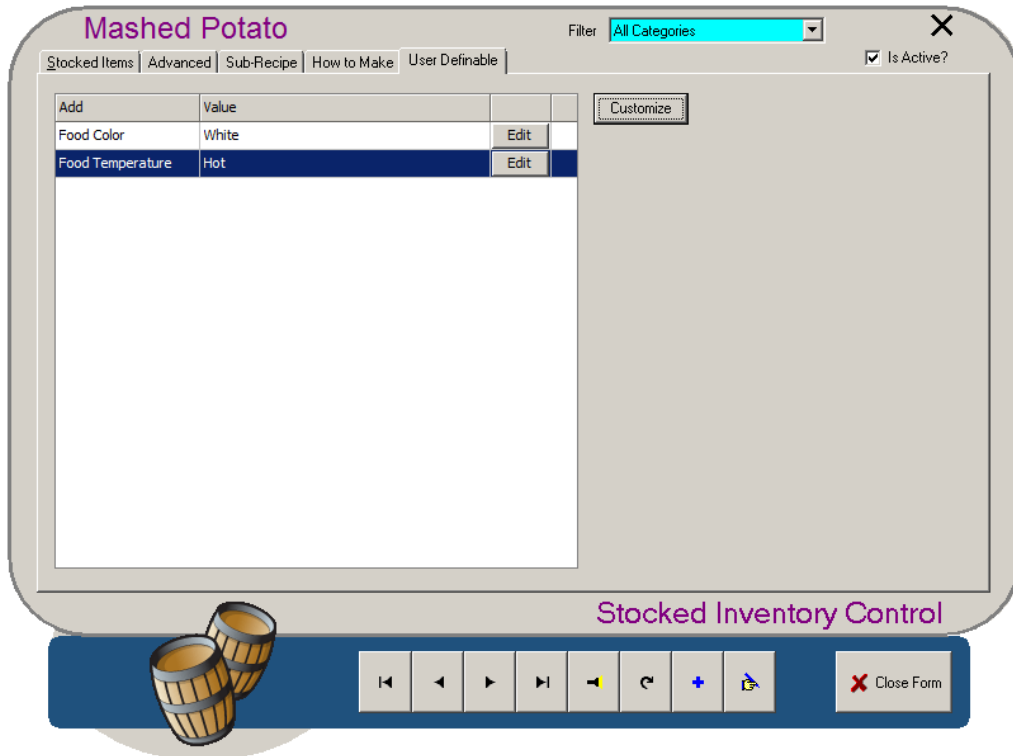 Mashed Potato
Filter All Categories
Is Active?
Stocked Items Advanced Sub-Recipe How to Make User Definable
Add Value
Customize
Food Color White Edit
Food Temperature Hot Edit
Stocked Inventory Control
Close Form